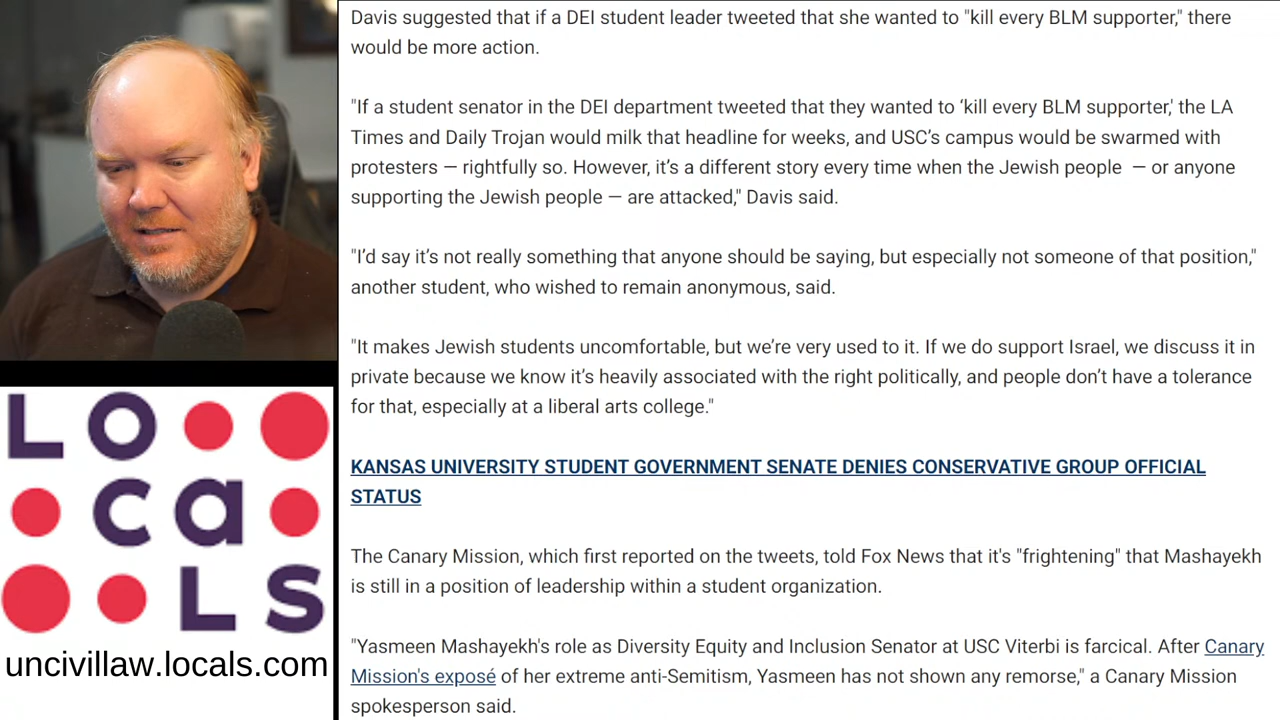 Davis suggested that if a DEI student leader tweeted that she wanted to "kill every BLM supporter," there
would be more action.
"If a student senator in the DEI department tweeted that they wanted to ‘kill every BLM supporter,’ the LA
Times and Daily Trojan would milk that headline for weeks, and USC’s campus would be swarmed with
protesters — rightfully so. However, it’s a different story every time when the Jewish people — or anyone
supporting the Jewish people — are attacked," Davis said.
"I’d say it’s not really something that anyone should be saying, but especially not someone of that position,"
another student, who wished to remain anonymous, said.
"It makes Jewish students uncomfortable, but we’re very used to it. If we do support Israel, we discuss it in
private because we know it’s heavily associated with the right politically, and people don’t have a tolerance
for that, especially at a liberal arts college."
KANSAS UNIVERSITY STUDENT GOVERNMENT SENATE DENIES CONSERVATIVE GROUP OFFICIAL
STATUS
The Canary Mission, which first reported on the tweets, told Fox News that it's "frightening" that Mashayekh
is still in a position of leadership within a student organization.
"Yasmeen Mashayekh's role as Diversity Equity and Inclusion Senator at USC Viterbi is farcical. After Canary
Mission's exposé of her extreme anti-Semitism, Yasmeen has not shown any remorse," a Canary Mission
spokesperson said.
LO
ca
LS
uncivillaw.locals.com